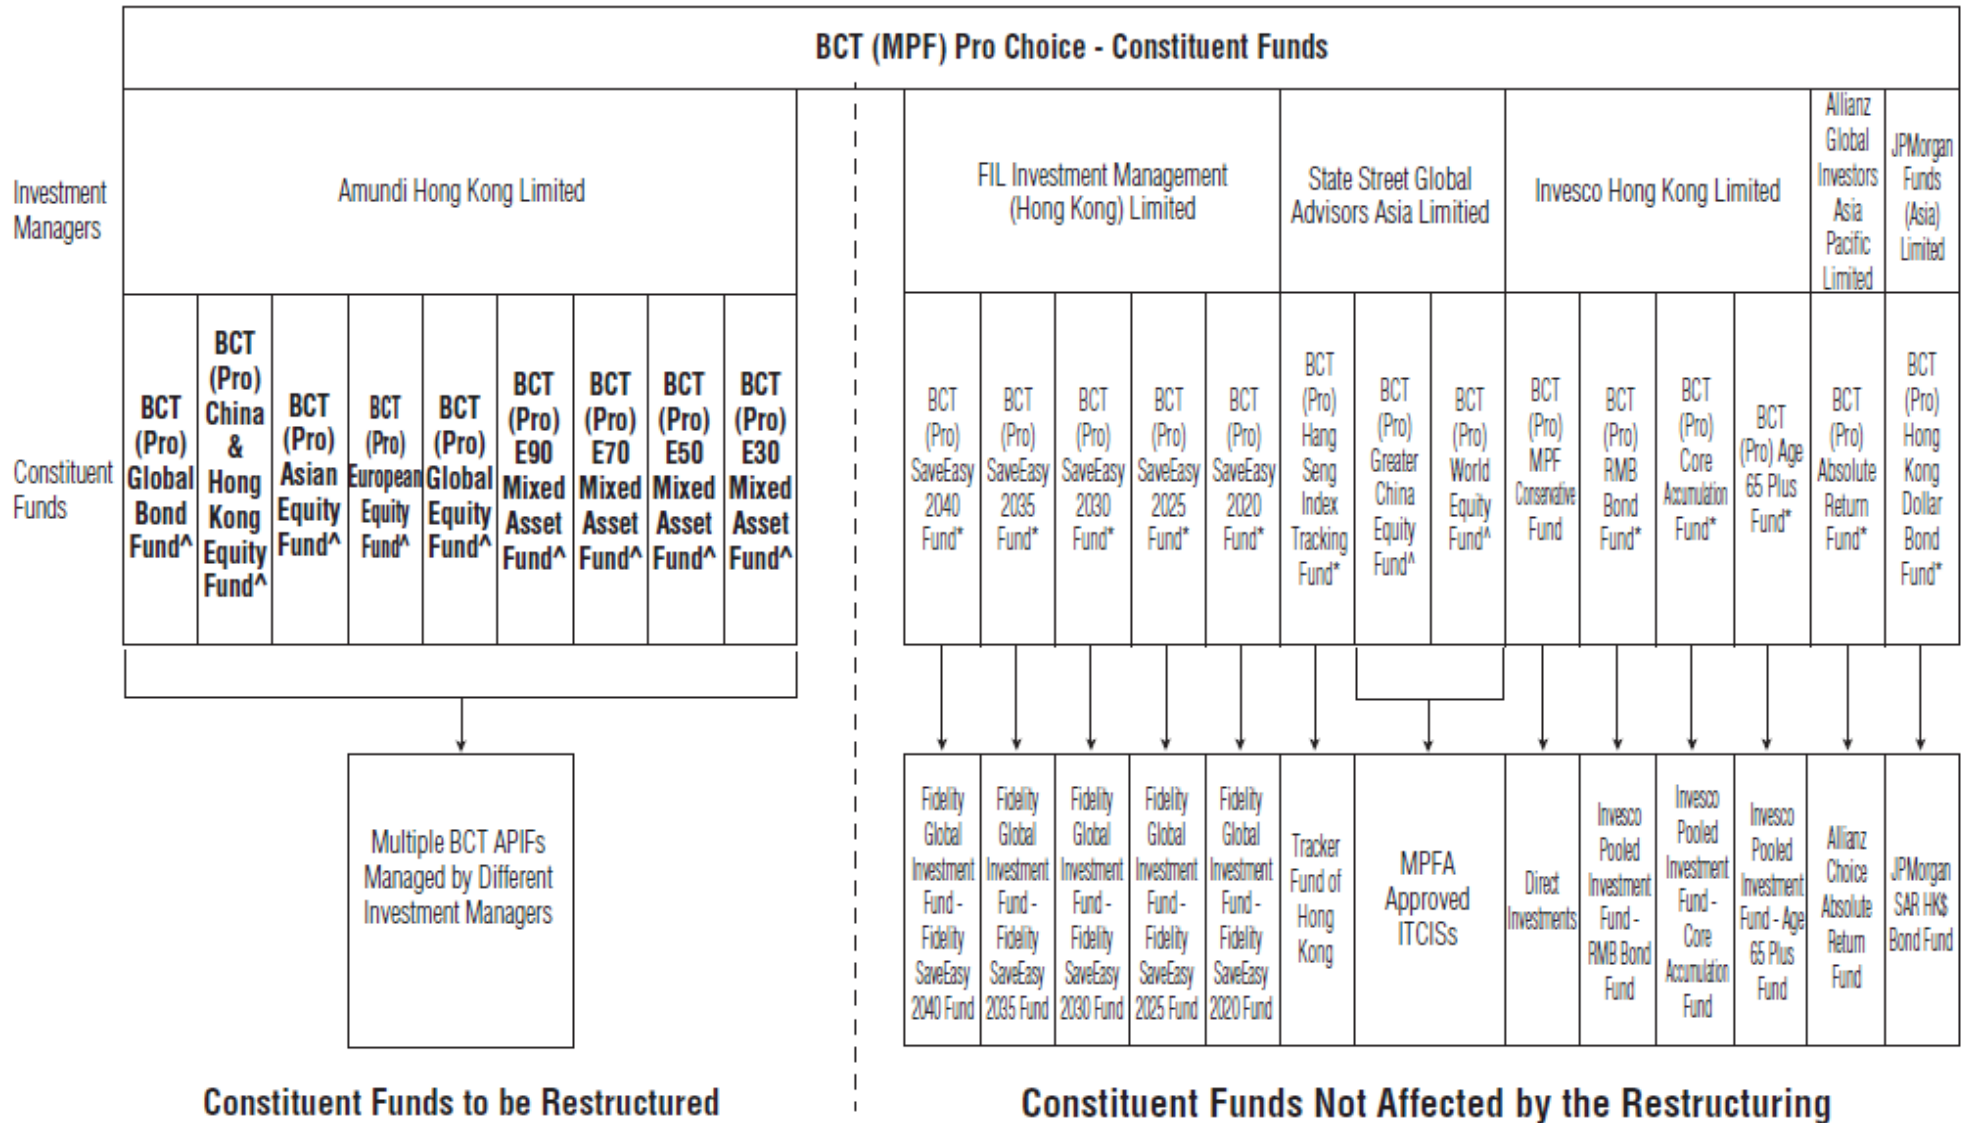 BCT (MPF) Pro Choice - Constituent Funds
Investment
Managers
Amundi Hong Kong Limited
FIL Investment Management
(Hong Kong) Limited
State Street Global
Advisors Asia Limitied
Invesco Hong Kong Limited
Allianz
Global
Investors
Asia
Pacific
Limited
JPMorgan
Funds
(Asia)
Limited
Constituent
Funds
BCT
(Pro)
Global
Bond
Fund^
BCT
(Pro)
China
&
Hong
Kong
Equity
Fund^
BCT
(Pro)
Asian
Equity
Fund^
BCT
(Pro)
European
Equity
Fund^
BCT
(Pro)
Global
Equity
Fund^
BCT
(Pro)
E90
Mixed
Asset
Fund^
BCT
(Pro)
E70
Mixed
Asset
Fund^
BCT
(Pro)
E50
Mixed
Asset
Fund^
BCT
(Pro)
E30
Mixed
Asset
Fund^
BCT
(Pro)
SaveEasy
2040
Fund*
BCT
(Pro)
SaveEasy
2035
Fund*
BCT
(Pro)
SaveEasy
2030
Fund*
BCT
(Pro)
SaveEasy
2025
Fund*
BCT
(Pro)
SaveEasy
2020
Fund*
BCT
(Pro)
Hang
Seng
Index
Tracking
Fund*
BCT
(Pro)
Greater
China
Equity
Fund^
BCT
(Pro)
World
Equity
Fund^
BCT
(Pro)
MPF
Conservative
Fund
BCT
(Pro)
RMB
Bond
Fund*
BCT
(Pro)
Core
Accumulation
Fund*
BCT
(Pro) Age
65 Plus
Fund*
BCT
(Pro)
Absolute
Return
Fund*
BCT
(Pro)
Hong
Kong
Dollar
Bond
Fund*
Multiple BCT APIFs
Managed by Different
Investment Managers
Fidelity
Global
Investment
Fund -
Fidelity
SaveEasy
2040 Fund
Fidelity
Global
Investment
Fund -
Fidelity
SaveEasy
2035 Fund
Fidelity
Global
Investment
Fund -
Fidelity
SaveEasy
2030 Fund
Fidelity
Global
Investment
Fund -
Fidelity
SaveEasy
2025 Fund
Fidelity
Global
Investment
Fund -
Fidelity
SaveEasy
2020 Fund
Tracker
Fund of
Hong
Kong
MPFA
Approved
ITCISs
Direct
Investments
Invesco
Pooled
Investment
Fund -
RMB Bond
Fund
Invesco
Pooled
Investment
Fund -
Core
Accumulation
Fund
Invesco
Pooled
Investment
Fund - Age
65 Plus
Fund
Allianz
Choice
Absolute
Return
Fund
JPMorgan
SAR HK$
Bond Fund
Constituent Funds to be Restructured
Constituent Funds Not Affected by the Restructuring